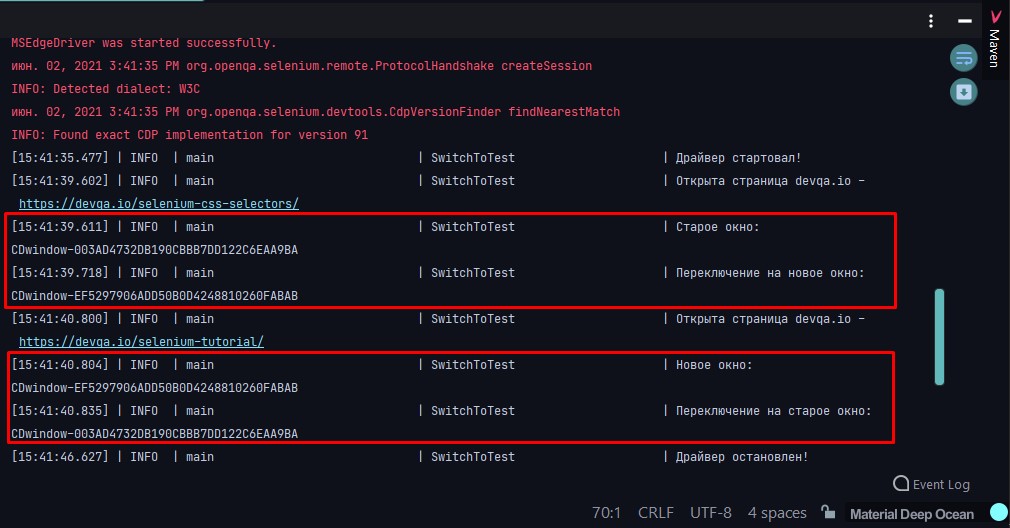 Maven
MSEdgeDriver was started successfully.
июн. 02, 2021 3:41:35 PM org.openqa.selenium.remote.ProtocolHandshake createSession
INFO: Detected dialect: W3C
июн. 02, 2021 3:41:35 PM org.openqa.selenium.devtools.CdpVersionFinder findNearestMatch
INFO: Found exact CDP implementation for version 91
[15:41:35.477] | INFO  | main | SwitchToTest | Драйвер стартовал!
[15:41:39.602] | INFO  | main | SwitchToTest | Открыта страница devqa.io –
https://devqa.io/selenium-css-selectors/
[15:41:39.611] | INFO  | main | SwitchToTest | Старое окно:
CDwindow-003AD4732DB190CBBB7DD122C6EAA9BA
[15:41:39.718] | INFO  | main | SwitchToTest | Переключение на новое окно:
CDwindow-EF5297906ADD50B0D4248810260FABAB
[15:41:40.800] | INFO  | main | SwitchToTest | Открыта страница devqa.io –
https://devqa.io/selenium-tutorial/
[15:41:40.804] | INFO  | main | SwitchToTest | Новое окно:
CDwindow-EF5297906ADD50B0D4248810260FABAB
[15:41:40.835] | INFO  | main | SwitchToTest | Переключение на старое окно:
CDwindow-003AD4732DB190CBBB7DD122C6EAA9BA
[15:41:46.627] | INFO  | main | SwitchToTest | Драйвер остановлен!
Event Log
70:1 CRLF UTF-8 4 spaces Material Deep Ocean